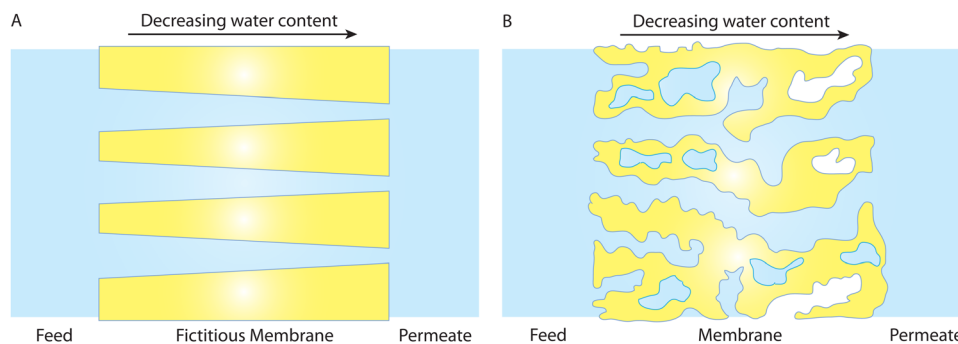 A
Decreasing water content
Feed
Fictitious Membrane
Permeate
B
Decreasing water content
Feed
Membrane
Permeate